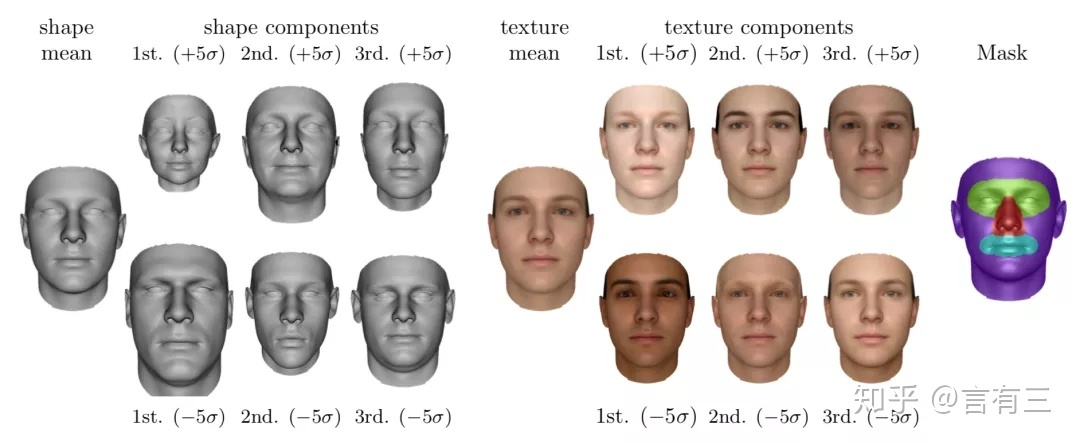 shape
mean
shape components
1st. (+5σ) 2nd. (+5σ) 3rd. (+5σ)
texture
mean
texture components
1st. (+5σ) 2nd. (+5σ) 3rd. (+5σ)
Mask
1st. (−5σ) 2nd. (−5σ) 3rd. (−5σ)
1st. (−5σ) 2nd. (−5σ) 3rd. (−5σ)
知乎 @言有三